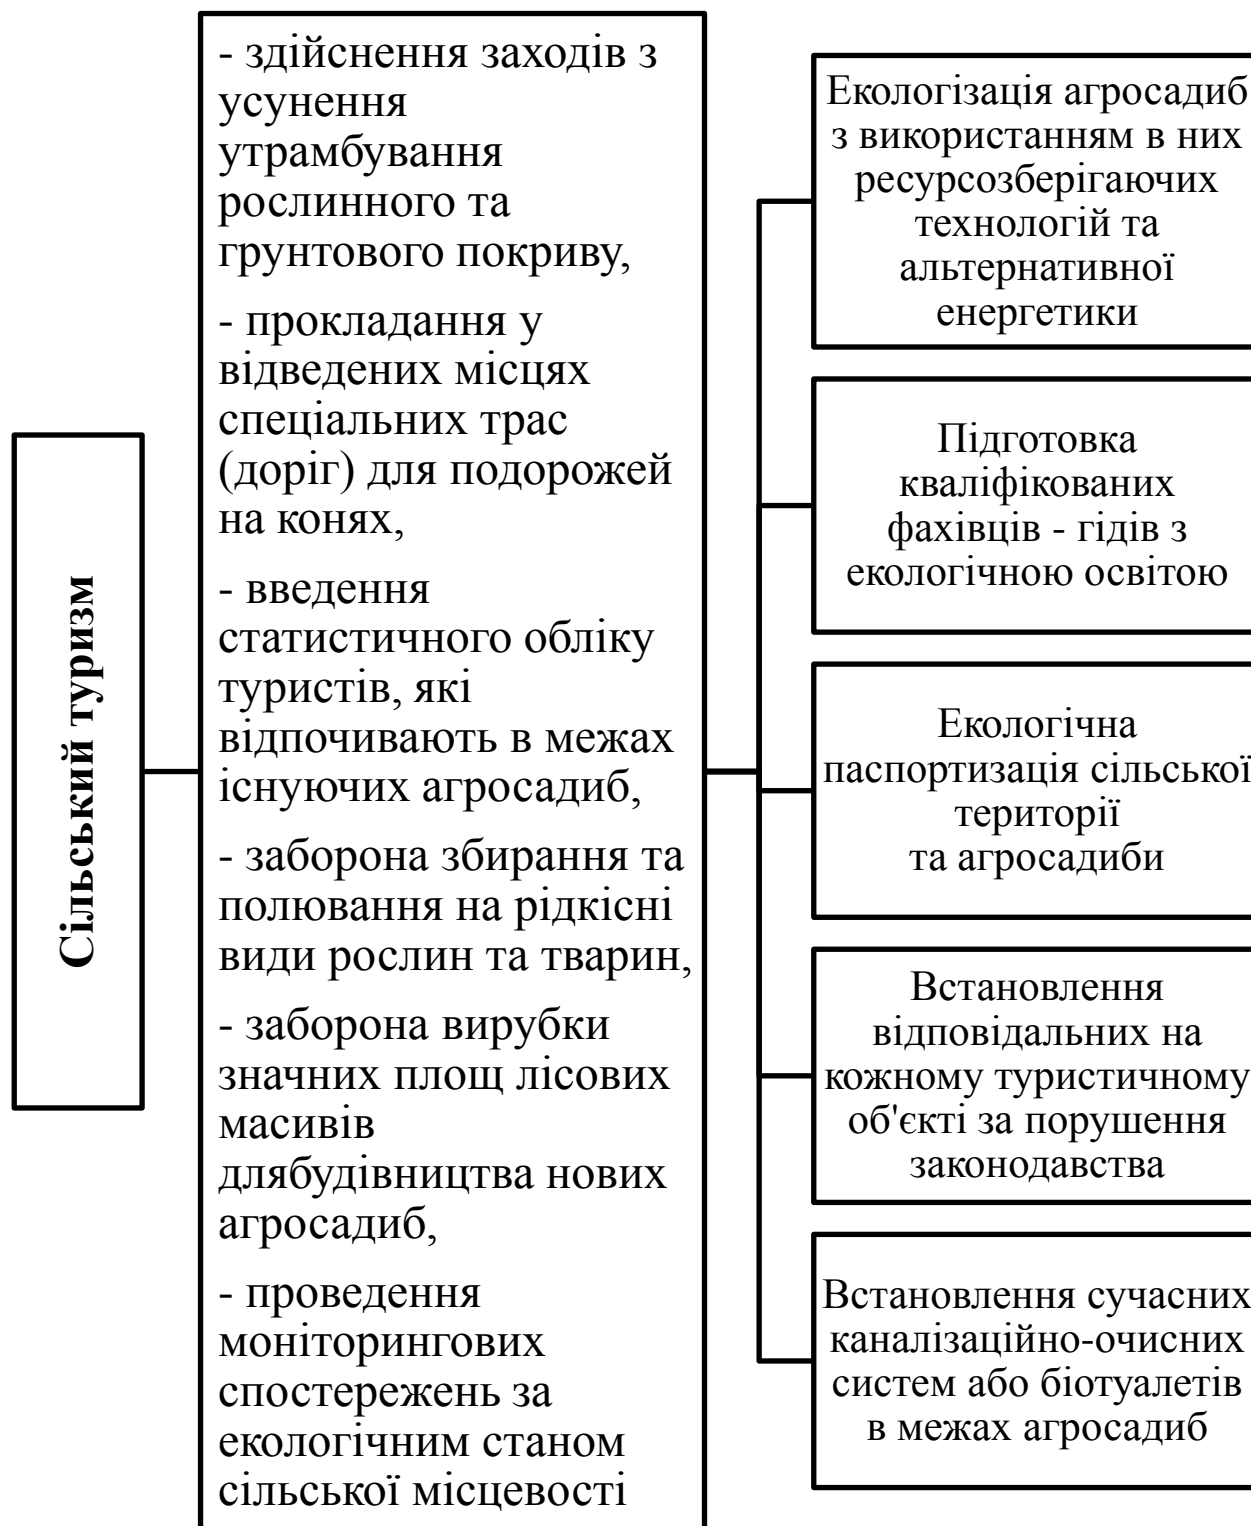 Сільський туризм
- здійснення заходів з
усунення
утрамбування
рослинного та
грунтового покриву,
- прокладання у
відведених місцях
спеціальних трас
(доріг) для подорожей
на конях,
- введення
статистичного обліку
туристів, які
відпочивають в межах
існуючих агросадиб,
- заборона збирання та
полювання на рідкісні
види рослин та тварин,
- заборона вирубки
значних площ лісових
масивів
длябудівництва нових
агросадиб,
- проведення
моніторингових
спостережень за
екологічним станом
сільської місцевості
Екологізація агросадиб
з використанням в них
ресурсозберігаючих
технологій та
альтернативної
енергетики
Підготовка
кваліфікованих
фахівців - гідів з
екологічною освітою
Екологічна
паспортизація сільської
території
та агросадиби
Встановлення
відповідальних на
кожному туристичному
об'єкті за порушення
законодавства
Встановлення сучасних
каналізаційно-очисних
систем або біотуалетів
в межах агросадиб